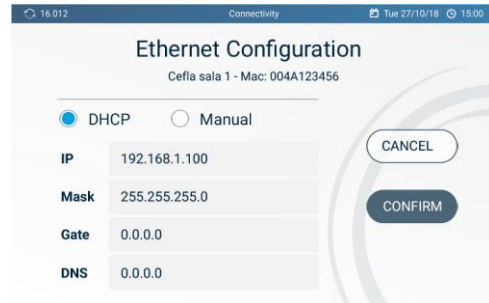 16.012 Connectivity Tue 27/10/18 15:00
Ethernet Configuration
Cefla sala 1 - Mac: 004A123456
DHCP Manual
IP 192.168.1.100
Mask 255.255.255.0
Gate 0.0.0.0
DNS 0.0.0.0
CANCEL
CONFIRM